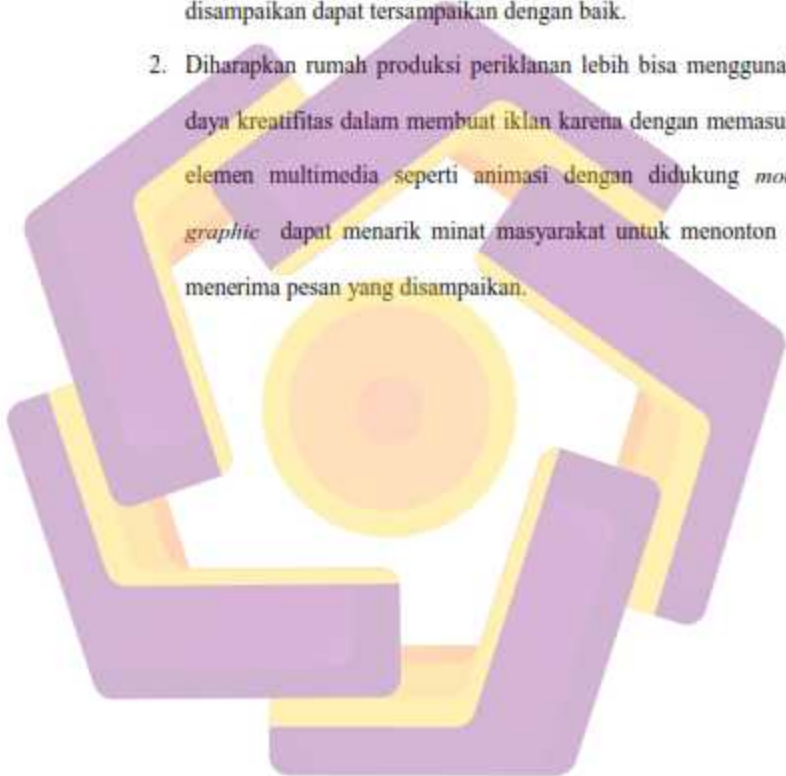 disampaikan dapat tersampaikan dengan baik.
2. Diharapkan rumah produksi periklanan lebih bisa mengguna
daya kreatifitas dalam membuat iklan karena dengan memasu
elemen multimedia seperti animasi dengan didukung mo
graphic dapat menarik minat masyarakat untuk menonton
menerima pesan yang disampaikan.